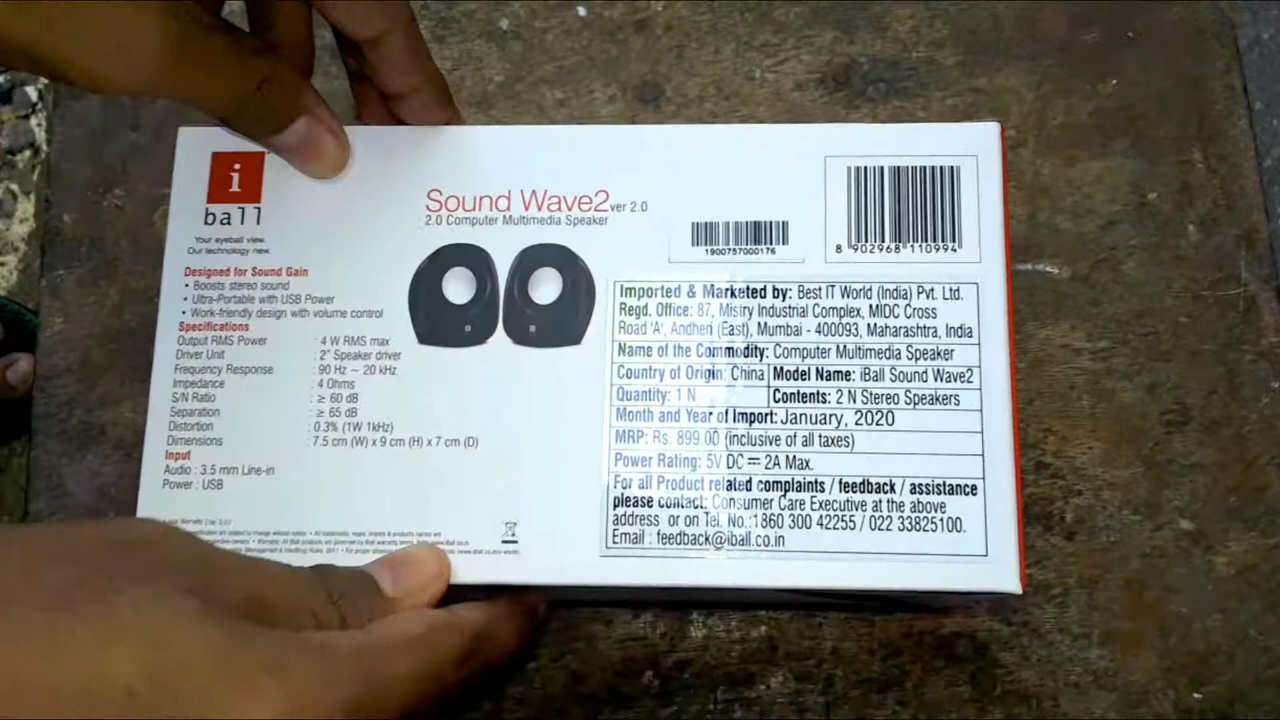 i
ball
Your eyeball view.
Our technology new.
Designed for Sound Gain
• Boosts stereo sound
• Ultra-Portable with USB Power
• Work-friendly design with volume control
Specifications
Output RMS Power : 4 W RMS max
Driver Unit : 2" Speaker driver
Frequency Response : 90 Hz ~ 20 kHz
Impedance : 4 Ohms
S/N Ratio : ≥ 60 dB
Separation : ≥ 65 dB
Distortion : 0.3% (1W 1kHz)
Dimensions : 7.5 cm (W) x 9 cm (H) x 7 cm (D)
Input
Audio : 3.5 mm Line-in
Power : USB
Sound Wave2 ver 2.0
2.0 Computer Multimedia Speaker
1900757000176
8 902968 110994
Imported & Marketed by: Best IT World (India) Pvt. Ltd.
Regd. Office: 87, Mistry Industrial Complex, MIDC Cross
Road 'A', Andheri (East), Mumbai - 400093, Maharashtra, India
Name of the Commodity: Computer Multimedia Speaker
Country of Origin: China Model Name: iBall Sound Wave2
Quantity: 1 N Contents: 2 N Stereo Speakers
Month and Year of Import: January, 2020
MRP: Rs. 899.00 (inclusive of all taxes)
Power Rating: 5V DC ⎓ 2A Max.
For all Product related complaints / feedback / assistance
please contact: Consumer Care Executive at the above
address or on Tel. No.:1860 300 42255 / 022 33825100.
Email : feedback@iball.co.in